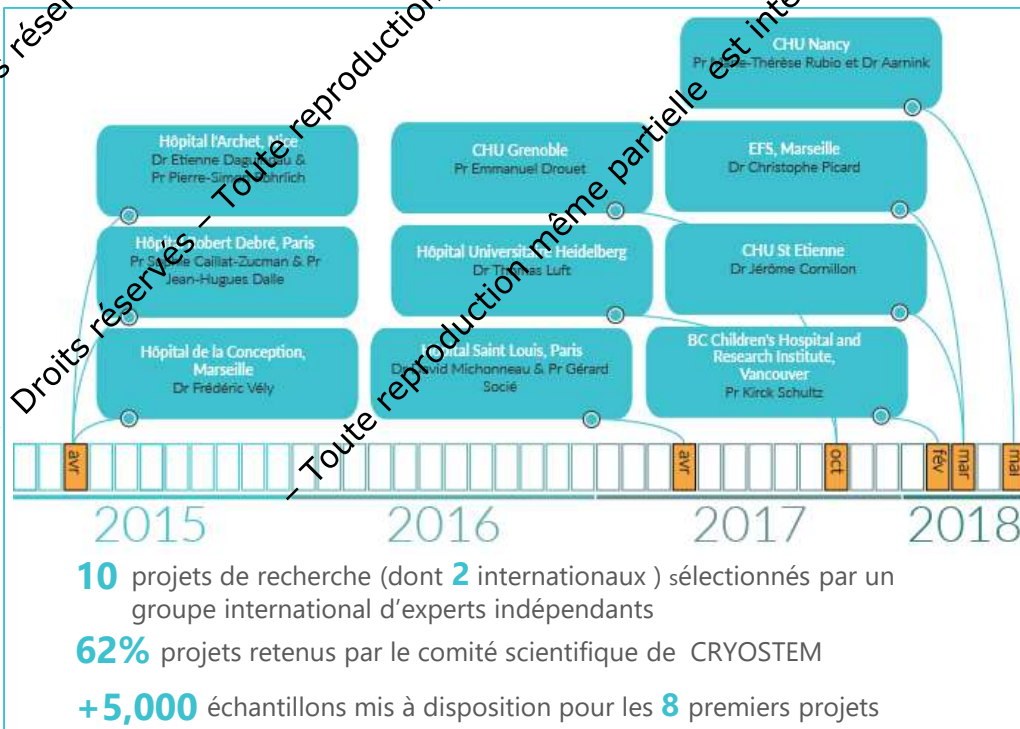 CHU Nancy
Pr Marie-Thérèse Rubio et Dr Aarnink
Hôpital l'Archet, Nice
Dr Etienne Daguindau &
Pr Pierre-Simon Rohrlich
CHU Grenoble
Pr Emmanuel Drouet
EFS, Marseille
Dr Christophe Picard
Hôpital Robert Debré, Paris
Pr Sophie Caillat-Zucman & Pr
Jean-Hugues Dalle
Hôpital Universitaire Heidelberg
Dr Thomas Luft
CHU St Etienne
Dr Jérôme Cornillon
Hôpital de la Conception,
Marseille
Dr Frédéric Vély
Hôpital Saint Louis, Paris
Dr David Michonneau & Pr Gérard
Socié
BC Children's Hospital and
Research Institute,
Vancouver
Pr Kirck Schultz
avr
avr
oct
fév
mar
mai
2015
2016
2017
2018
10 projets de recherche (dont 2 internationaux ) sélectionnés par un
groupe international d'experts indépendants
62% projets retenus par le comité scientifique de CRYOSTEM
+5,000 échantillons mis à disposition pour les 8 premiers projets
Droits réservés – Toute reproduction
– Toute reproduction même partielle est